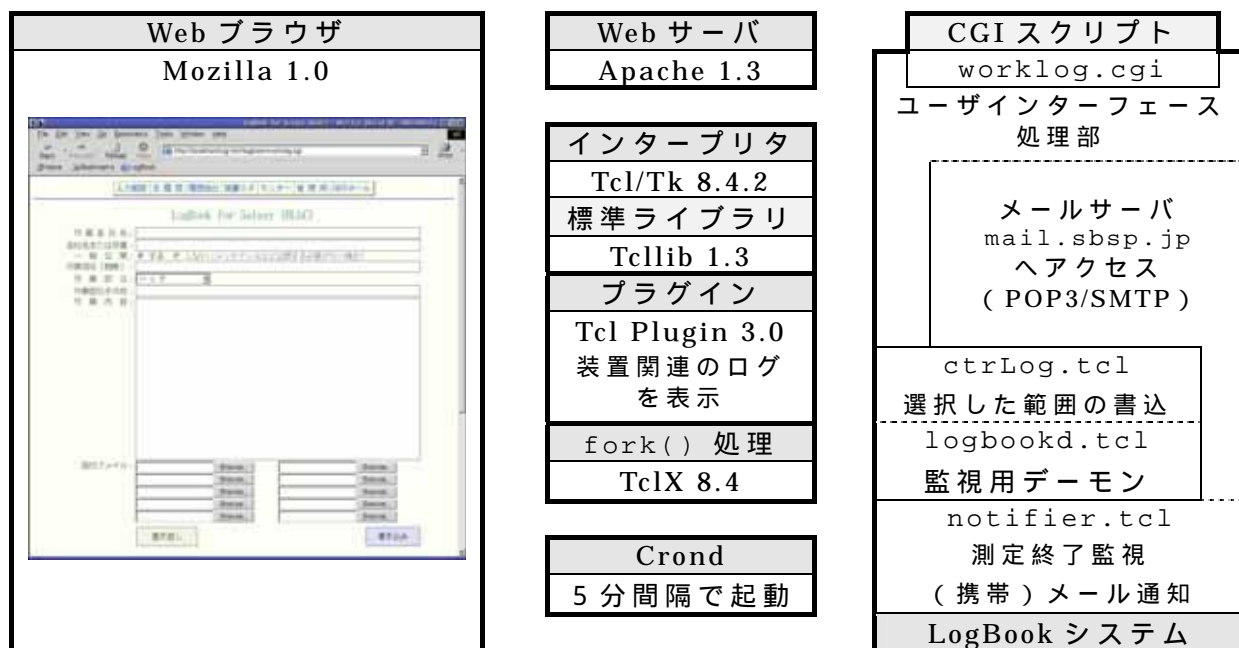 Web ブラウザ
Mozilla 1.0
LogBook for Galaxy
Web サーバ
Apache 1.3
インタープリタ
Tcl/Tk 8.4.2
標準ライブラリ
Tcllib 1.3
プラグイン
Tcl Plugin 3.0
装置関連のログ
を表示
fork() 処理
TclX 8.4
Crond
5 分間隔で起動
CGI スクリプト
worklog.cgi
ユーザインターフェース
処理部
メールサーバ
mail.sbsp.jp
へアクセス
(POP3/SMTP)
ctrLog.tcl
選択した範囲の書込
logbookd.tcl
監視用デーモン
notifier.tcl
測定終了監視
(携帯)メール通知
LogBook システム